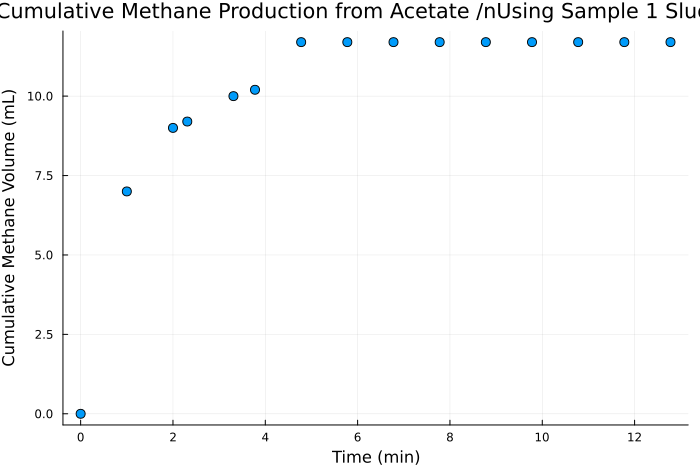 Cumulative Methane Production from Acetate /nUsing Sample 1 Slu
Cumulative Methane Volume (mL)
10.0
7.5
5.0
2.5
0.0
0 2 4 6 8 10 12
Time (min)